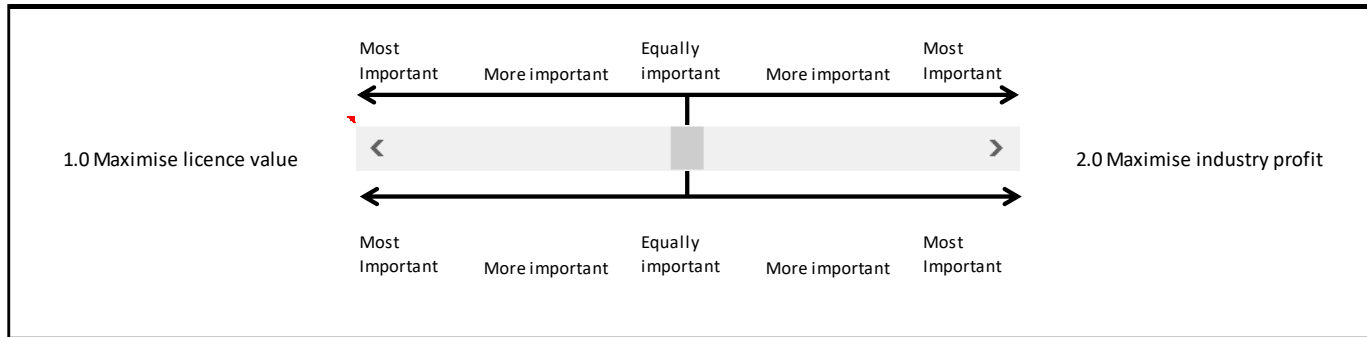 Most
Important
More important
Equally
important
More important
Most
Important
1.0 Maximise licence value
2.0 Maximise industry profit
Most
Important
More important
Equally
important
More important
Most
Important